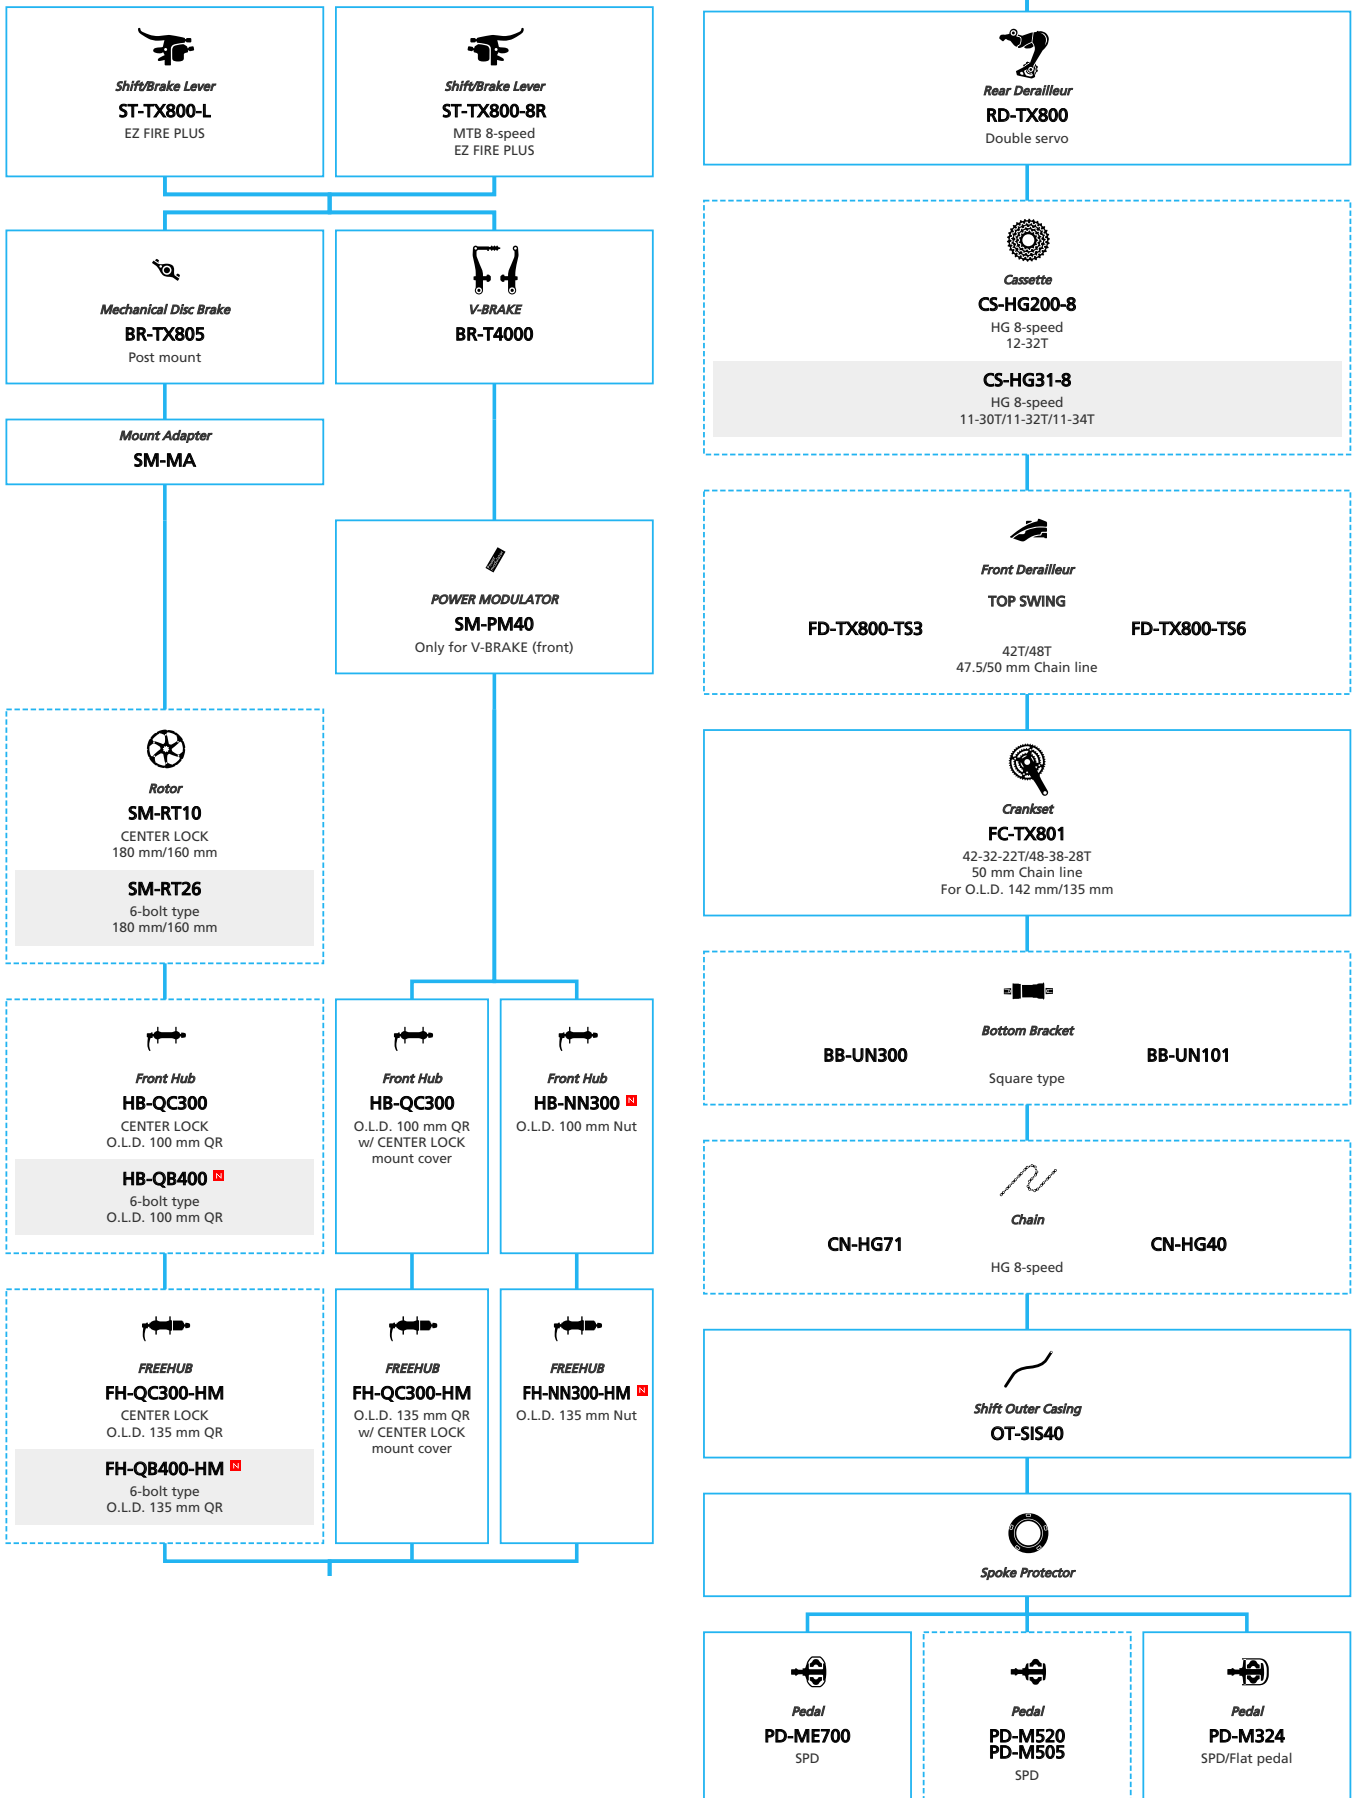 Shift/Brake Lever
ST-TX800-L
EZ FIRE PLUS
Shift/Brake Lever
ST-TX800-8R
MTB 8-speed
EZ FIRE PLUS
Mechanical Disc Brake
BR-TX805
Post mount
V-BRAKE
BR-T4000
Mount Adapter
SM-MA
POWER MODULATOR
SM-PM40
Only for V-BRAKE (front)
Rotor
SM-RT10
CENTER LOCK
180 mm/160 mm
SM-RT26
6-bolt type
180 mm/160 mm
Front Hub
HB-QC300
CENTER LOCK
O.L.D. 100 mm QR
HB-QB400 N
6-bolt type
O.L.D. 100 mm QR
Front Hub
HB-QC300
O.L.D. 100 mm QR
w/ CENTER LOCK
mount cover
Front Hub
HB-NN300 N
O.L.D. 100 mm Nut
FREEHUB
FH-QC300-HM
CENTER LOCK
O.L.D. 135 mm QR
FH-QB400-HM N
6-bolt type
O.L.D. 135 mm QR
FREEHUB
FH-QC300-HM
O.L.D. 135 mm QR
w/ CENTER LOCK
mount cover
FREEHUB
FH-NN300-HM N
O.L.D. 135 mm Nut
Rear Derailleur
RD-TX800
Double servo
Cassette
CS-HG200-8
HG 8-speed
12-32T
CS-HG31-8
HG 8-speed
11-30T/11-32T/11-34T
Front Derailleur
TOP SWING
FD-TX800-TS3
FD-TX800-TS6
42T/48T
47.5/50 mm Chain line
Crankset
FC-TX801
42-32-22T/48-38-28T
50 mm Chain line
For O.L.D. 142 mm/135 mm
Bottom Bracket
BB-UN300
BB-UN101
Square type
Chain
CN-HG71
CN-HG40
HG 8-speed
Shift Outer Casing
OT-SIS40
Spoke Protector
Pedal
PD-ME700
SPD
Pedal
PD-M520
PD-M505
SPD
Pedal
PD-M324
SPD/Flat pedal